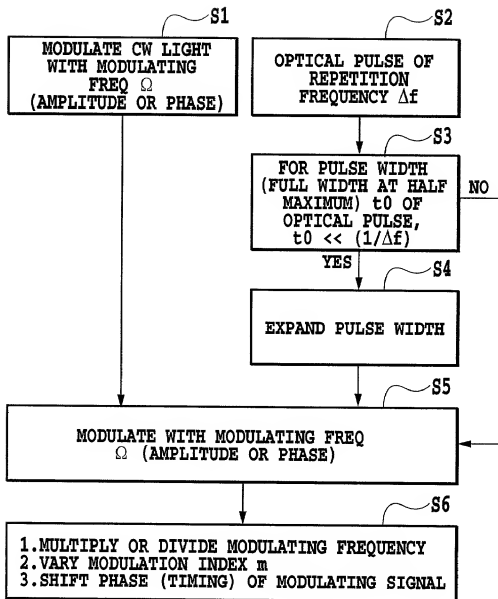 S1
MODULATE CW LIGHT
WITH MODULATING
FREQ Ω
(AMPLITUDE OR PHASE)
S2
OPTICAL PULSE OF
REPETITION
FREQUENCY Δf
S3
FOR PULSE WIDTH
(FULL WIDTH AT HALF
MAXIMUM) t0 OF
OPTICAL PULSE,
t0 << (1/Δf)
NO
YES
S4
EXPAND PULSE WIDTH
S5
MODULATE WITH MODULATING FREQ
Ω (AMPLITUDE OR PHASE)
S6
1.MULTIPLY OR DIVIDE MODULATING FREQUENCY
2.VARY MODULATION INDEX m
3.SHIFT PHASE (TIMING) OF MODULATING SIGNAL